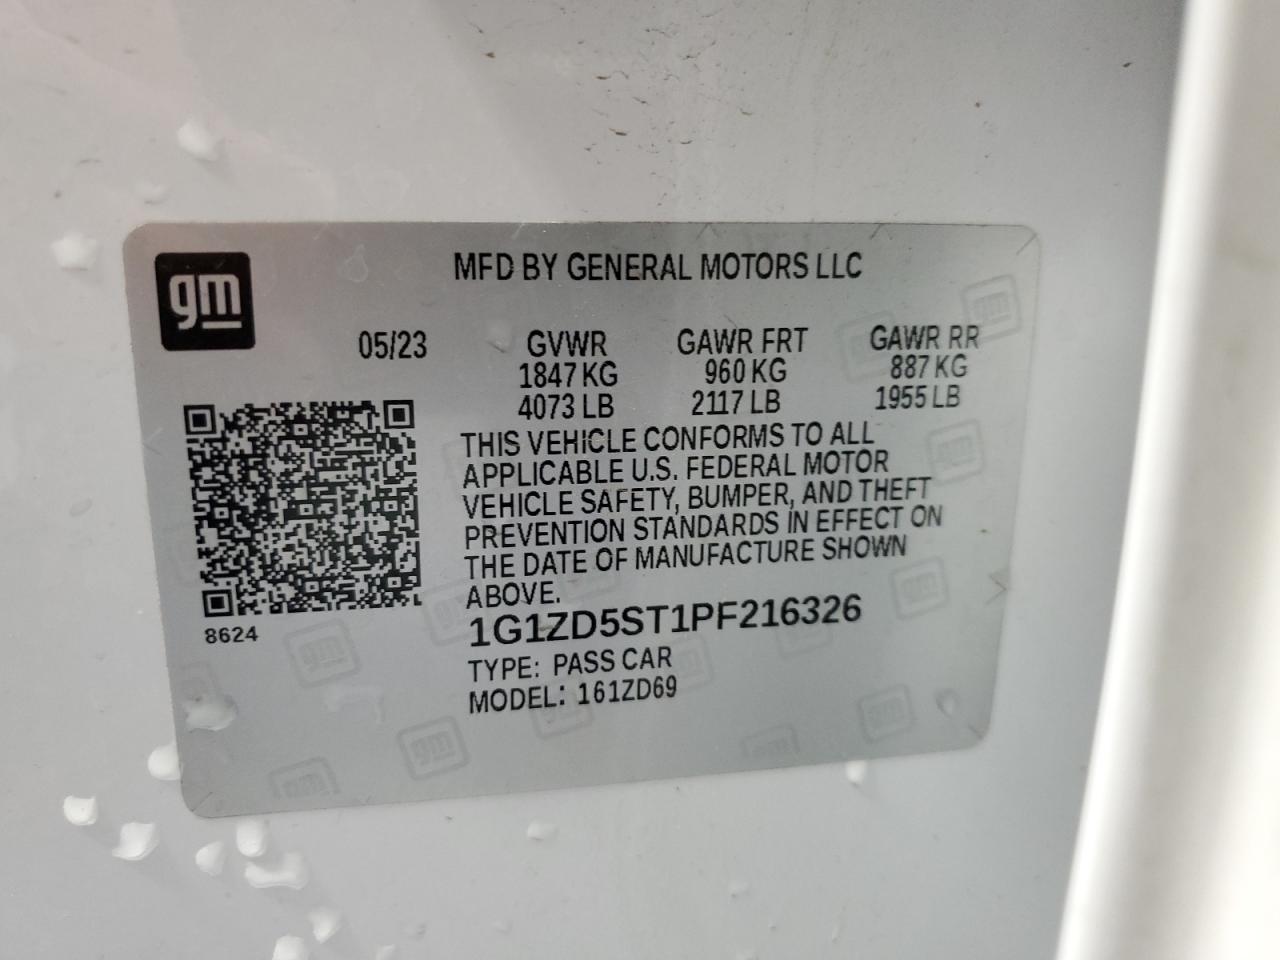 gm
MFD BY GENERAL MOTORS LLC
05/23 GVWR GAWR FRT GAWR RR
1847 KG 960 KG 887 KG
4073 LB 2117 LB 1955 LB
THIS VEHICLE CONFORMS TO ALL
APPLICABLE U.S. FEDERAL MOTOR
VEHICLE SAFETY, BUMPER, AND THEFT
PREVENTION STANDARDS IN EFFECT ON
THE DATE OF MANUFACTURE SHOWN
ABOVE.
8624
1G1ZD5ST1PF216326
TYPE: PASS CAR
MODEL: 161ZD69